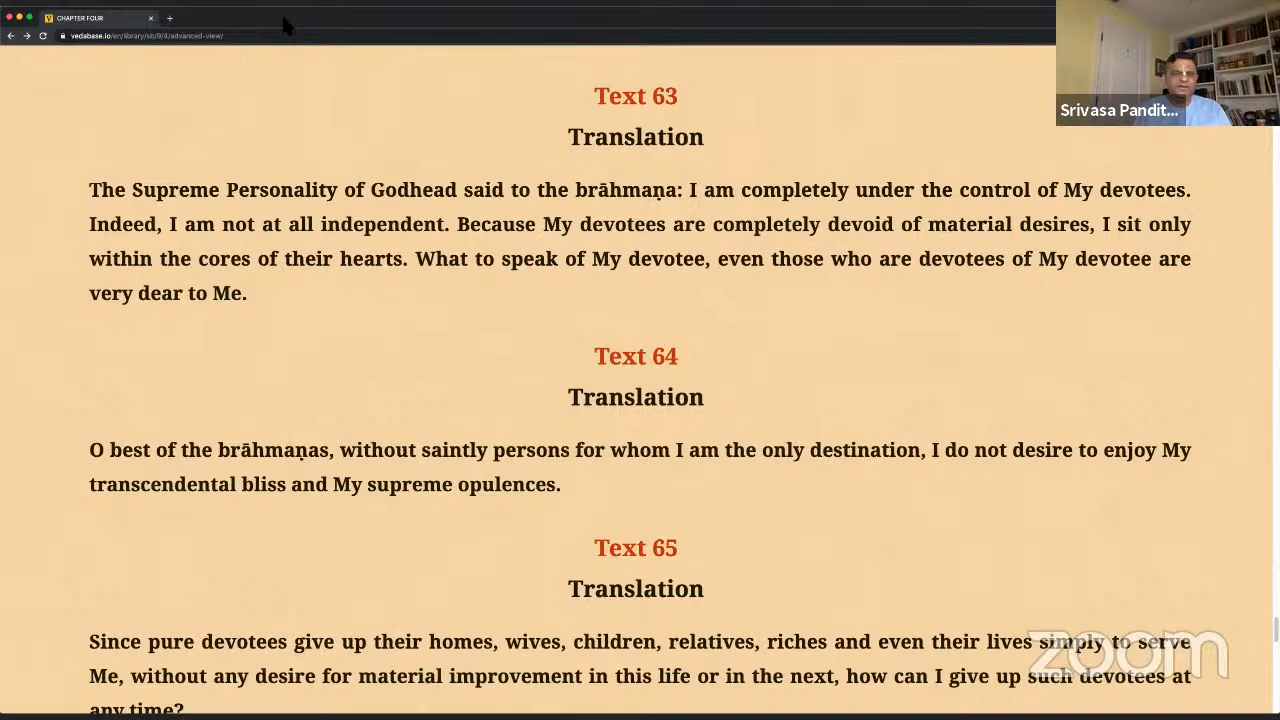 CHAPTER FOUR
vedabase.io/en/library/sb/9/4/advanced-view/
Srivasa Pandit...
Text 63
Translation
The Supreme Personality of Godhead said to the brāhmaṇa: I am completely under the control of My devotees.
Indeed, I am not at all independent. Because My devotees are completely devoid of material desires, I sit only
within the cores of their hearts. What to speak of My devotee, even those who are devotees of My devotee are
very dear to Me.
Text 64
Translation
O best of the brāhmaṇas, without saintly persons for whom I am the only destination, I do not desire to enjoy My
transcendental bliss and My supreme opulences.
Text 65
Translation
Since pure devotees give up their homes, wives, children, relatives, riches and even their lives simply to serve
Me, without any desire for material improvement in this life or in the next, how can I give up such devotees at
any time?
zoom